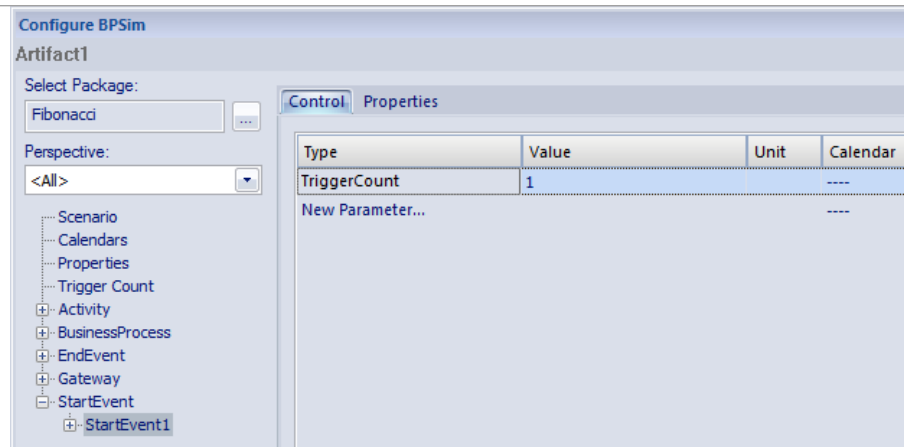 Configure BPSim
Artifact1
Select Package:
Fibonacci
...
Perspective:
<All>
Scenario
Calendars
Properties
Trigger Count
Activity
BusinessProcess
EndEvent
Gateway
StartEvent
StartEvent1
Control Properties
Type Value Unit Calendar
TriggerCount 1 ----
New Parameter... ----